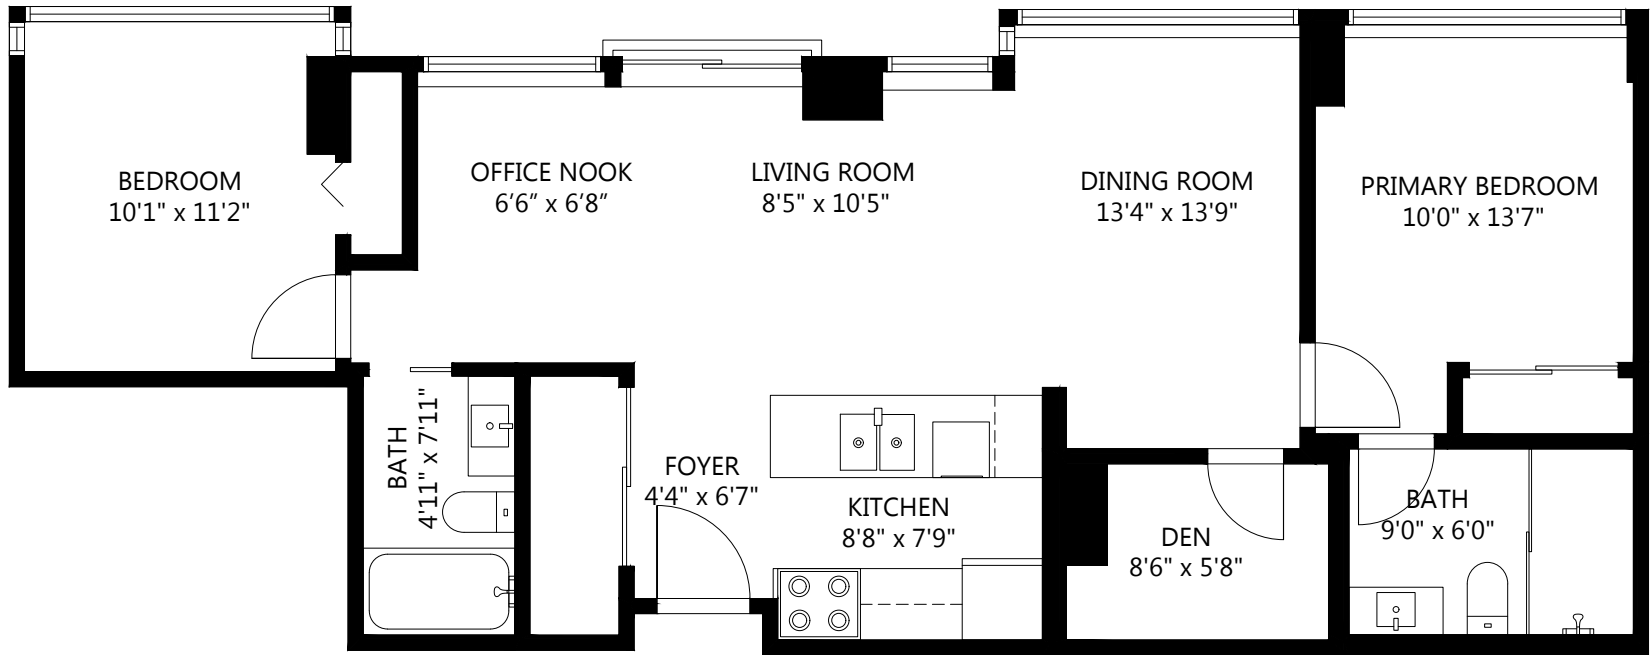 BEDROOM
10'1" x 11'2"
OFFICE NOOK
6'6” x 6'8”
LIVING ROOM
8'5" x 10'5"
DINING ROOM
13'4" x 13'9"
PRIMARY BEDROOM
10'0" x 13'7"
BATH
4'11" x 7'11"
FOYER
4'4" x 6'7"
KITCHEN
8'8" x 7'9"
DEN
8'6" x 5'8"
BATH
9'0" x 6'0"